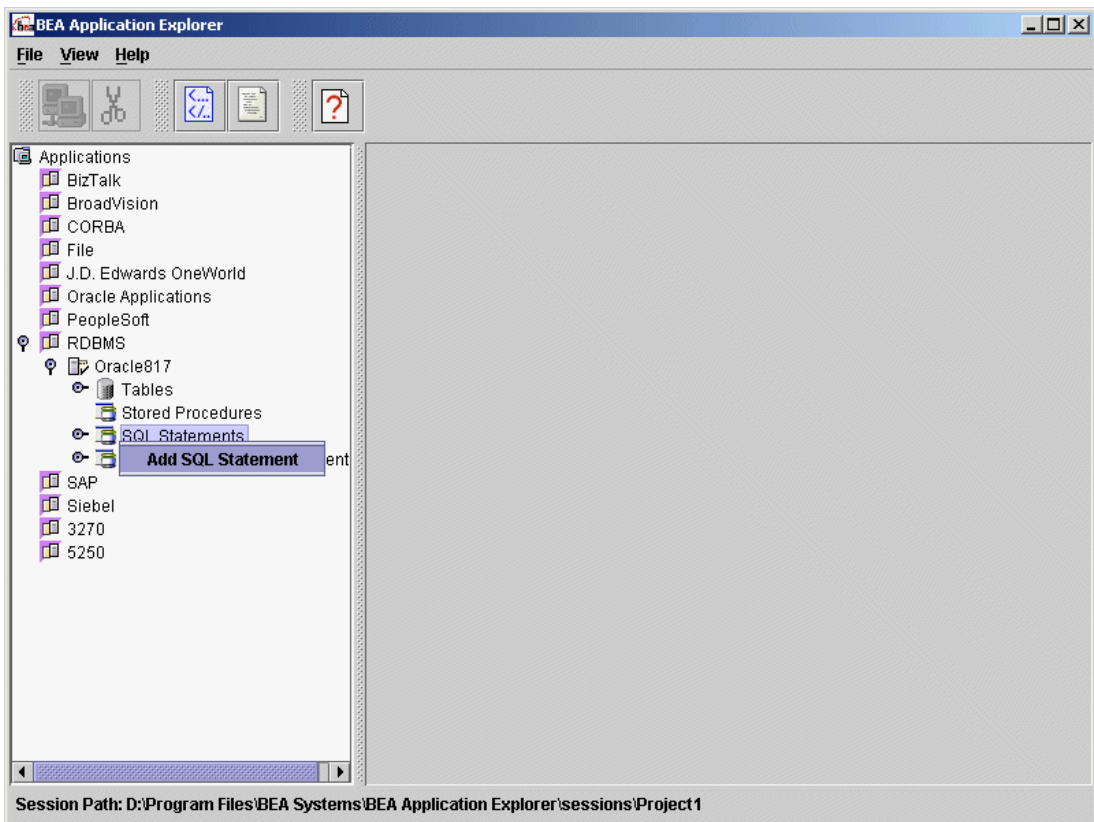 bea BEA Application Explorer
File View Help
<...
</..
?
Applications
BizTalk
BroadVision
CORBA
File
J.D. Edwards OneWorld
Oracle Applications
PeopleSoft
RDBMS
Oracle817
Tables
Stored Procedures
SQL Statements
Add SQL Statement ent
SAP
Siebel
3270
5250
Session Path: D:\Program Files\BEA Systems\BEA Application Explorer\sessions\Project1